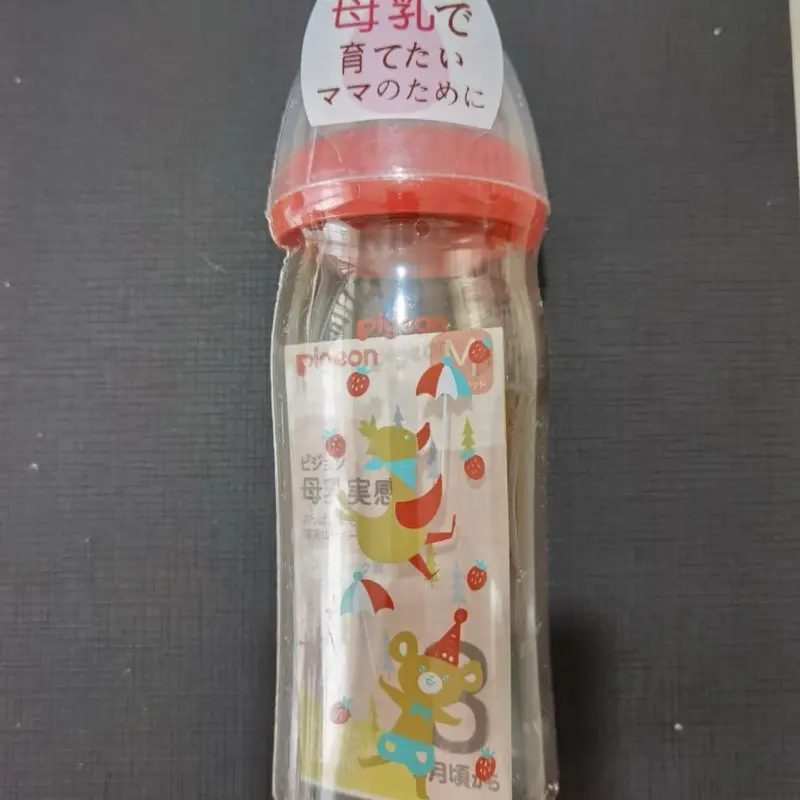 母乳で
育てたい
ママのために
pigeon
pigeon
M
ピジョン
母乳実感
3
月頃から